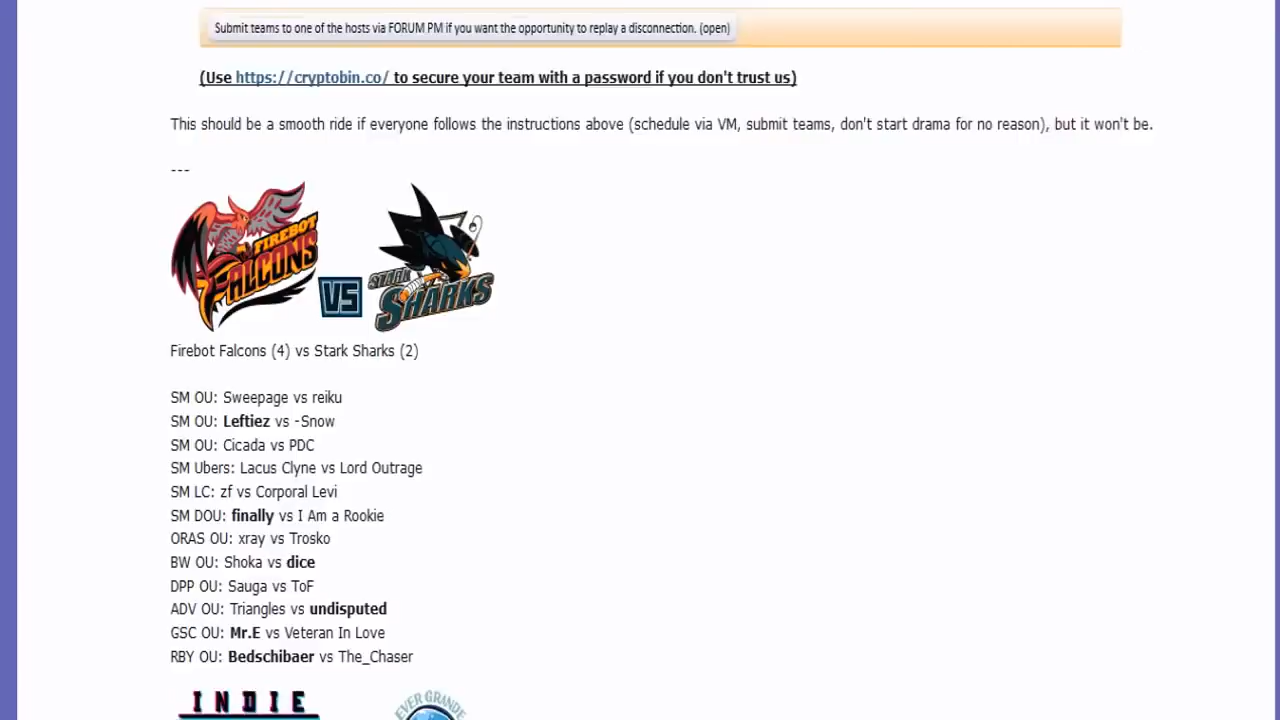 Submit teams to one of the hosts via FORUM PM if you want the opportunity to replay a disconnection. (open)
(Use https://cryptobin.co/ to secure your team with a password if you don't trust us)
This should be a smooth ride if everyone follows the instructions above (schedule via VM, submit teams, don't start drama for no reason), but it won't be.
---
FIREBOT
FALCONS
VS
STARK
SHARKS
Firebot Falcons (4) vs Stark Sharks (2)
SM OU: Sweepage vs reiku
SM OU: Leftiez vs -Snow
SM OU: Cicada vs PDC
SM Ubers: Lacus Clyne vs Lord Outrage
SM LC: zf vs Corporal Levi
SM DOU: finally vs I Am a Rookie
ORAS OU: xray vs Trosko
BW OU: Shoka vs dice
DPP OU: Sauga vs ToF
ADV OU: Triangles vs undisputed
GSC OU: Mr.E vs Veteran In Love
RBY OU: Bedschibaer vs The_Chaser
INDIE
EVER GRANDE